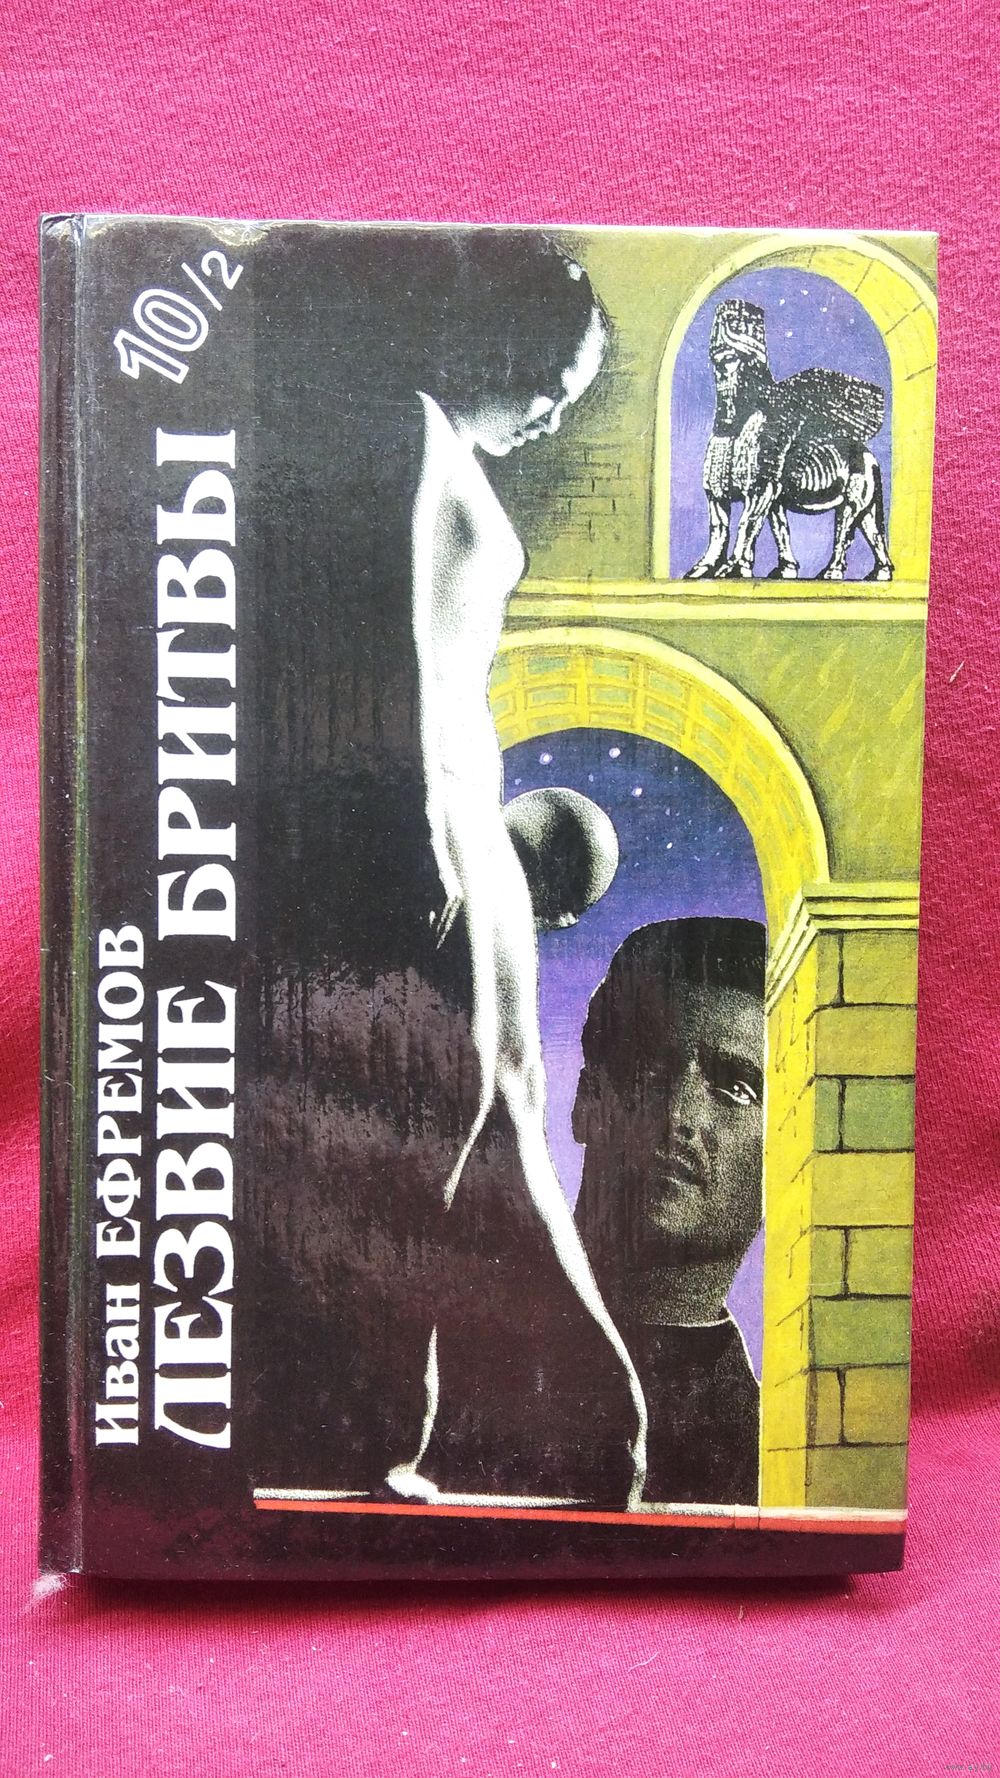 10/2
Иван ЕФРЕМОВ
ЛЕЗВИЕ БРИТВЫ